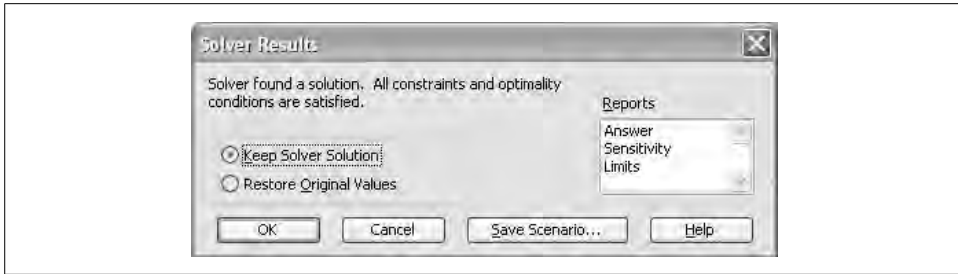 Solver Results
Solver found a solution. All constraints and optimality
conditions are satisfied.
Reports
Answer
Sensitivity
Limits
Keep Solver Solution
Restore Original Values
OK
Cancel
Save Scenario...
Help